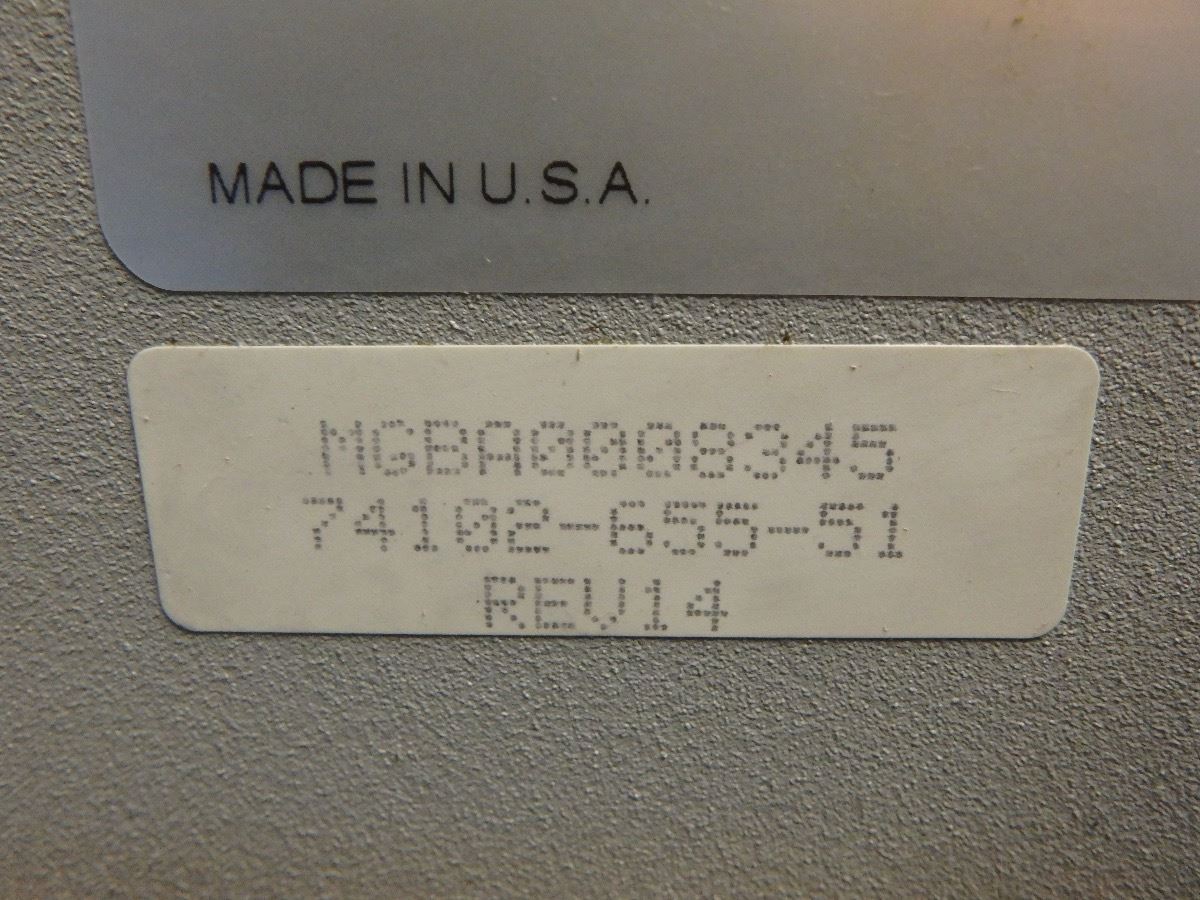 MADE IN U.S.A.
MGBA0008345
74102-655-51
REV14